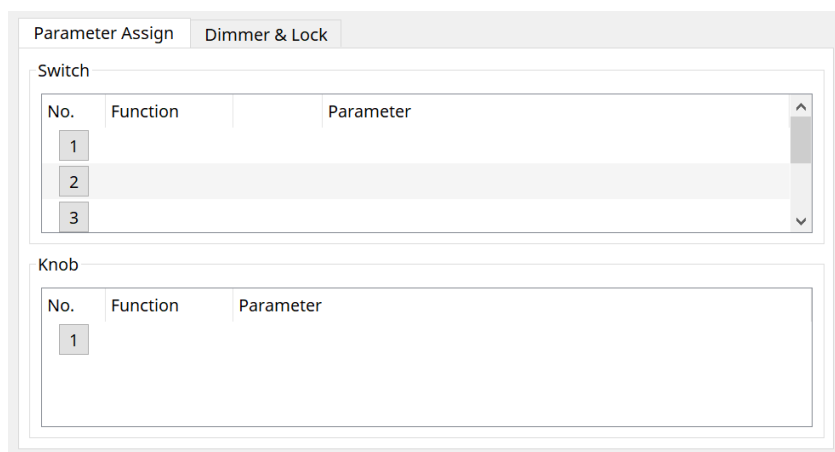 Parameter Assign Dimmer & Lock
Switch
No. Function Parameter
1
2
3
Knob
No. Function Parameter
1